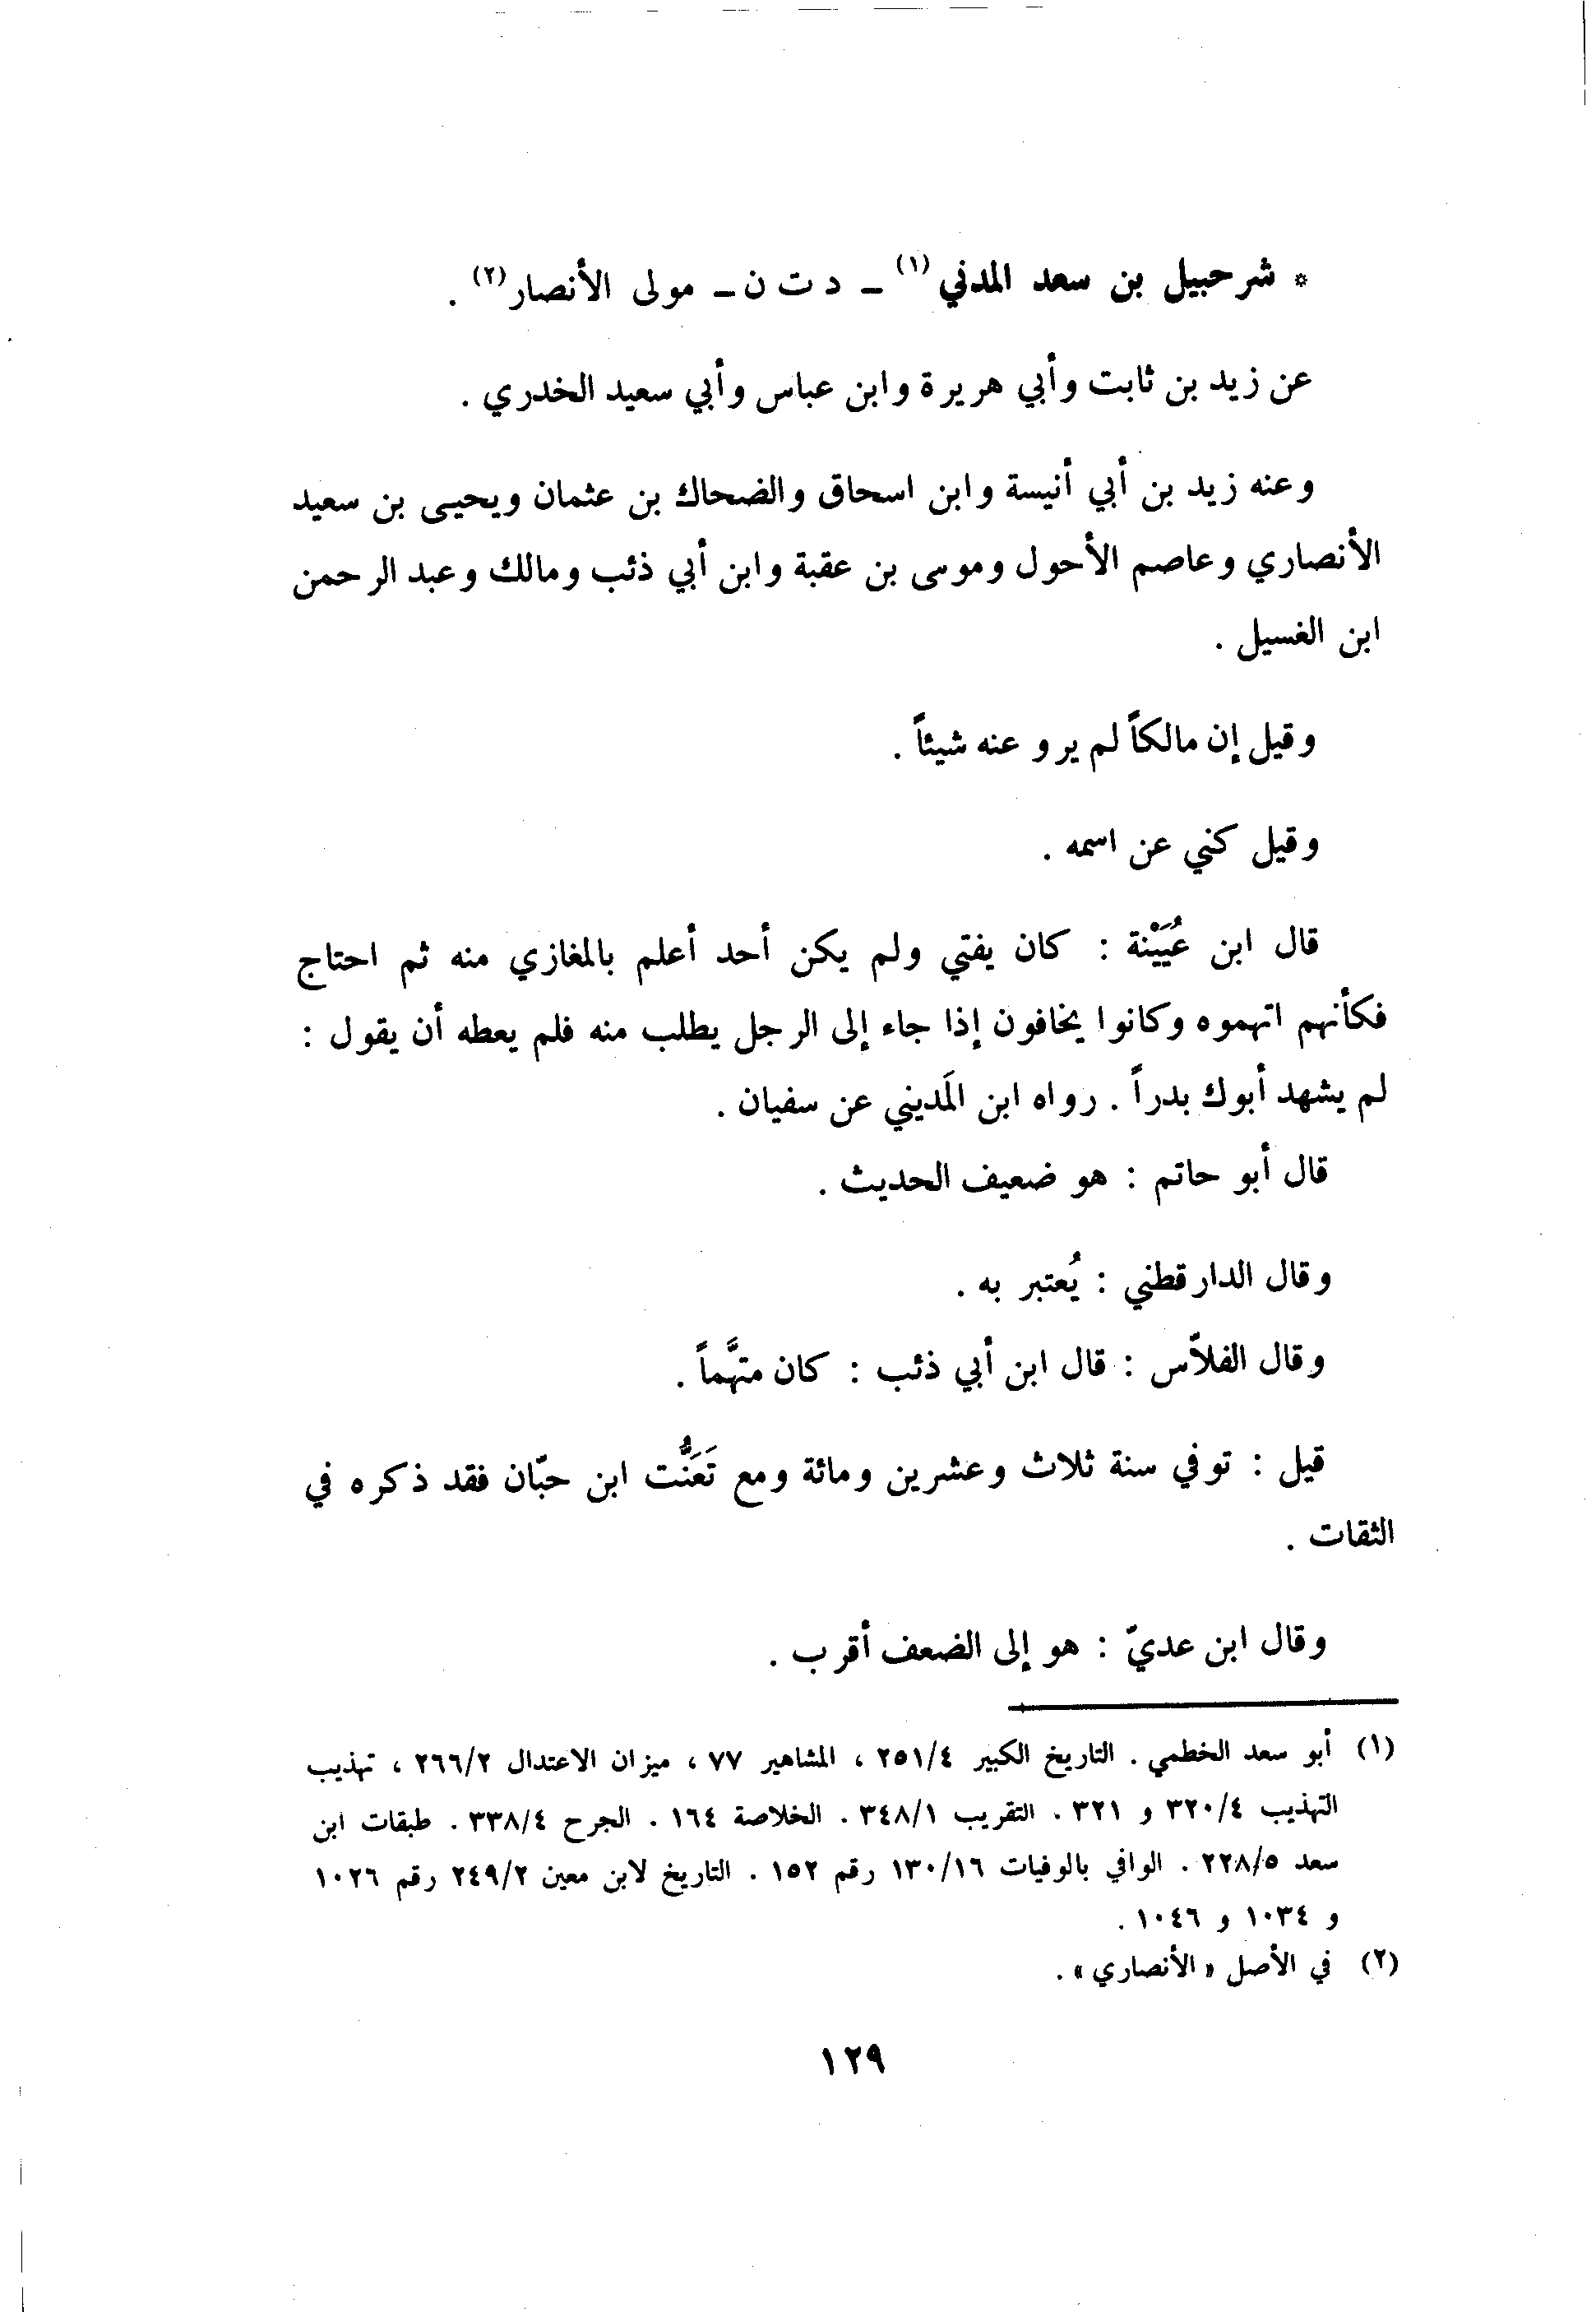 * شرحبيل بن سعد المدني (١) ـ د ت ن ـ مولى الأنصار (٢) .
عن زيد بن ثابت وأبي هريرة وابن عباس وأبي سعيد الخدري .
وعنه زيد بن أبي أنيسة وابن اسحاق والضحاك بن عثمان ويحيى بن سعيد
الأنصاري وعاصم الأحول وموسى بن عقبة وابن أبي ذئب ومالك وعبد الرحمن
ابن الغسيل .
وقيل إن مالكاً لم يرو عنه شيئاً .
وقيل كني عن اسمه .
قال ابن عُيَيْنة : كان يفتي ولم يكن أحد أعلم بالمغازي منه ثم احتاج
فكأنهم اتهموه وكانوا يخافون إذا جاء إلى الرجل يطلب منه فلم يعطه أن يقول :
لم يشهد أبوك بدراً . رواه ابن المَديني عن سفيان .
قال أبو حاتم : هو ضعيف الحديث .
وقال الدارقطني : يُعتبر به .
وقال الفلاّس : قال ابن أبي ذئب : كان متهَّماً .
قيل : توفي سنة ثلاث وعشرين ومائة ومع تَعَنُّت ابن حبّان فقد ذكره في
الثقات .
وقال ابن عديّ : هو إلى الضعف أقرب .
(١) أبو سعد الخطمي . التاريخ الكبير ٢٥١/٤ ، المشاهير ٧٧ ، ميزان الاعتدال ٢٦٦/٢ ، تهذيب
التهذيب ٣٢٠/٤ و ٣٢١ . التقريب ٣٤٨/١ . الخلاصة ١٦٤ . الجرح ٣٣٨/٤ . طبقات ابن
سعد ٢٢٨/٥ . الوافي بالوفيات ١٣٠/١٦ رقم ١٥٢ . التاريخ لابن معين ٢٤٩/٢ رقم ١٠٢٦
و ١٠٣٤ و ١٠٤٦ .
(٢) في الأصل « الأنصاري » .
١٢٩